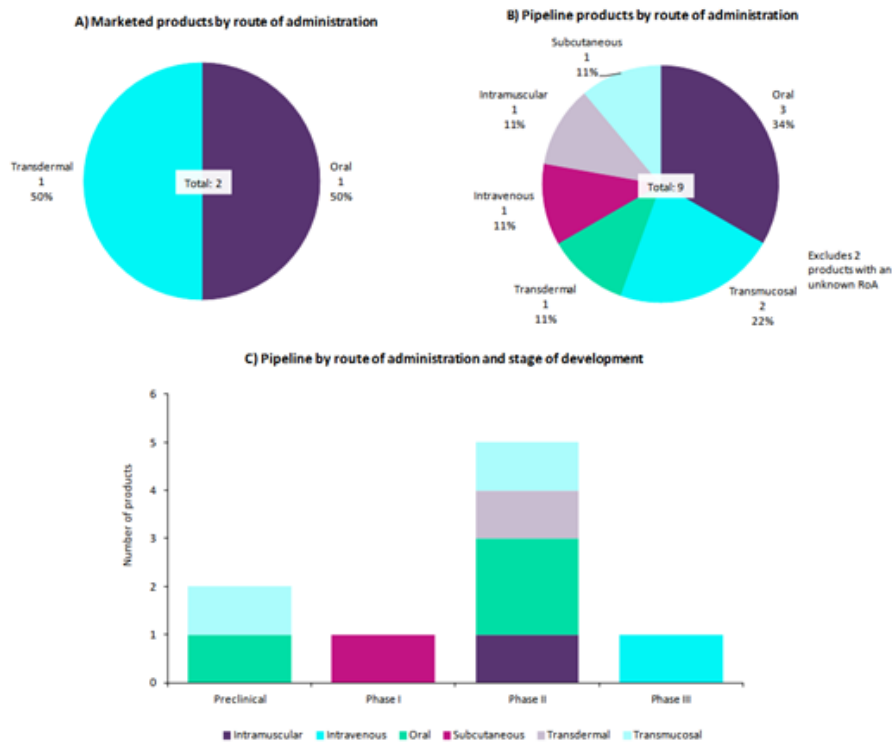 A) Marketed products by route of administration
Transdermal
1
50%
Total: 2
Oral
1
50%
B) Pipeline products by route of administration
Subcutaneous
1
11%
Oral
3
34%
Intramuscular
1
11%
Total: 9
Intravenous
1
11%
Excludes 2
products with an
unknown RoA
Transdermal
1
11%
Transmucosal
2
22%
C) Pipeline by route of administration and stage of development
Number of products
6
5
4
3
2
1
0
Preclinical
Phase I
Phase II
Phase III
Intramuscular
Intravenous
Oral
Subcutaneous
Transdermal
Transmucosal